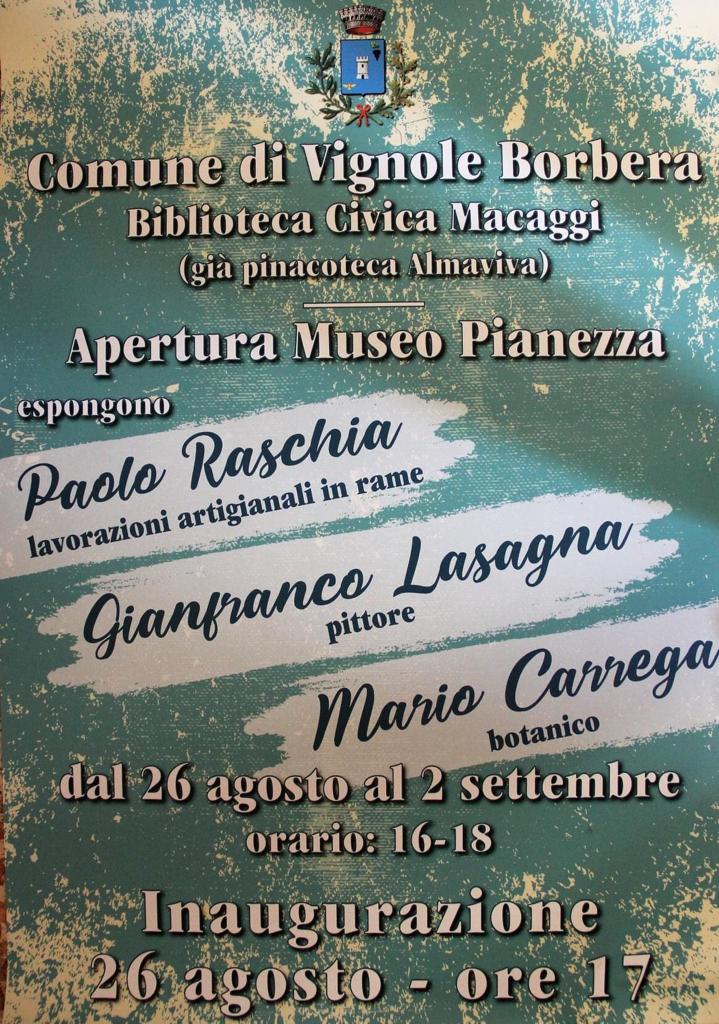 Comune di Vignole Borbera
Biblioteca Civica Macaggi
(già pinacoteca Almaviva)
Apertura Museo Pianezza
espongono
Paolo Raschia
lavorazioni artigianali in rame
Gianfranco Lasagna
pittore
Mario Carrega
botanico
dal 26 agosto al 2 settembre
orario: 16-18
Inaugurazione
26 agosto - ore 17